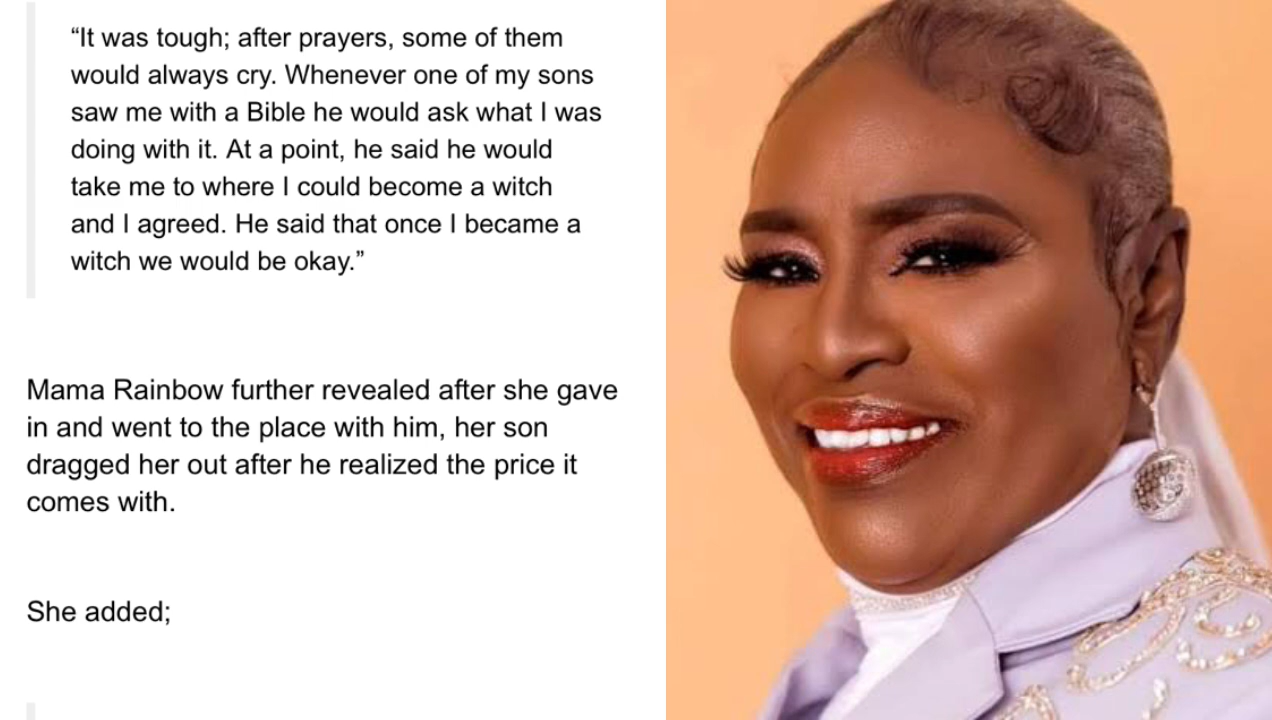 “It was tough; after prayers, some of them
would always cry. Whenever one of my sons
saw me with a Bible he would ask what I was
doing with it. At a point, he said he would
take me to where I could become a witch
and I agreed. He said that once I became a
witch we would be okay.”
Mama Rainbow further revealed after she gave
in and went to the place with him, her son
dragged her out after he realized the price it
comes with.
She added;